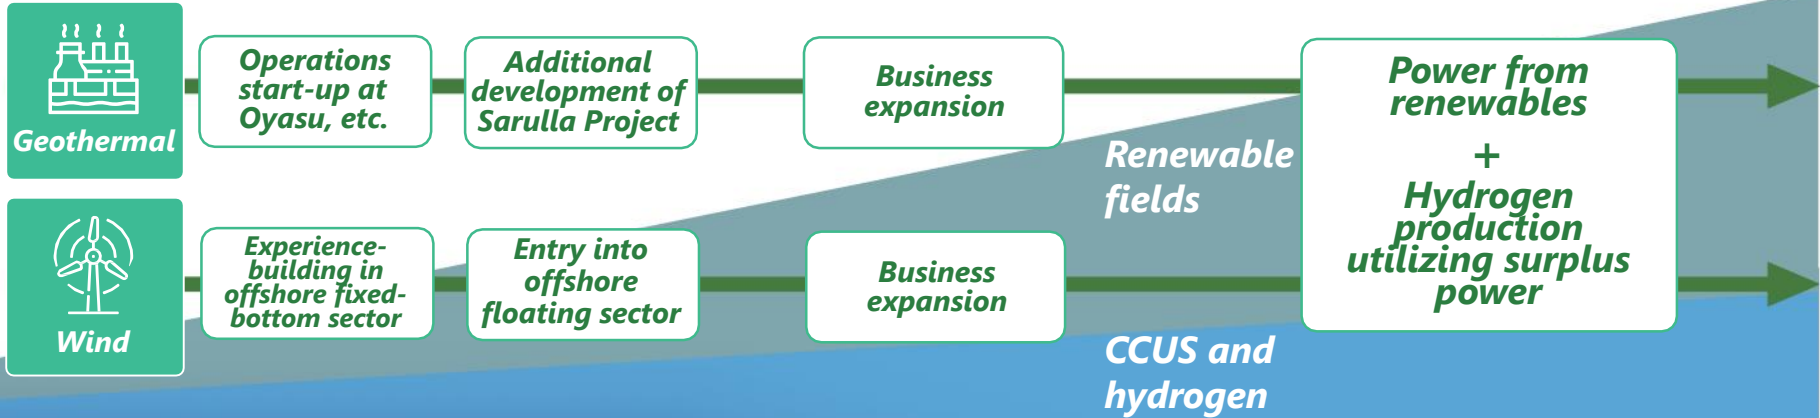 Geothermal
Operations
start-up at
Oyasu, etc.
Additional
development of
Sarulla Project
Business
expansion
Power from
renewables
+
Hydrogen
production
utilizing surplus
power
Renewable
fields
Wind
Experience-
building in
offshore fixed-
bottom sector
Entry into
offshore
floating sector
Business
expansion
CCUS and
hydrogen